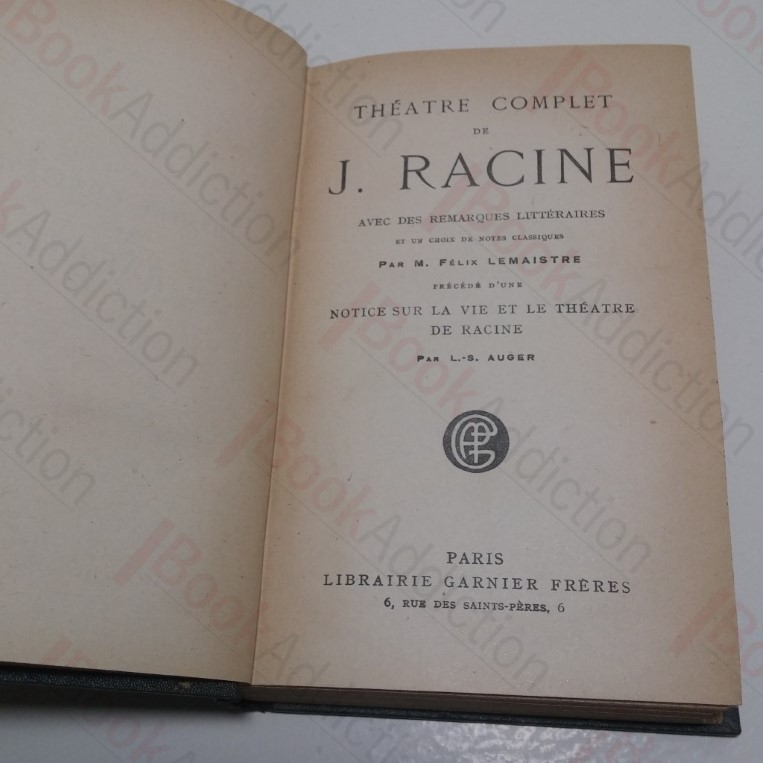 THÉATRE COMPLET
DE
J. RACINE
AVEC DES REMARQUES LITTÉRAIRES
ET UN CHOIX DE NOTES CLASSIQUES
PAR M. FÉLIX LEMAISTRE
PRÉCÉDÉ D'UNE
NOTICE SUR LA VIE ET LE THÉATRE
DE RACINE
PAR L.-S. AUGER
PARIS
LIBRAIRIE GARNIER FRÈRES
6, RUE DES SAINTS-PÈRES, 6
BookAddiction